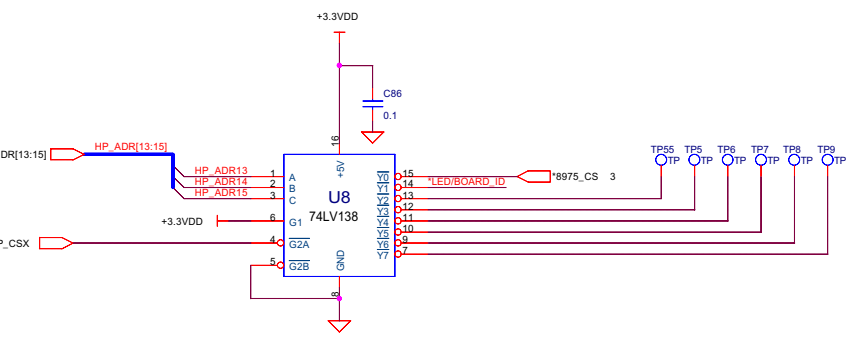 +3.3VDD
C86
0.1
DR[13:15]
HP_ADR[13:15]
16
+5V
HP_ADR13
1
A
HP_ADR14
2
B
HP_ADR15
3
C
+3.3VDD
6
G1
P_CSX
4
G2A
5
G2B
U8
74LV138
GND
8
Y0
15
*8975_CS 3
Y1
14
*LED/BOARD_ID
Y2
13
Y3
12
Y4
11
Y5
10
Y6
9
Y7
7
TP55 TP5 TP6 TP7 TP8 TP9
TP TP TP TP TP TP